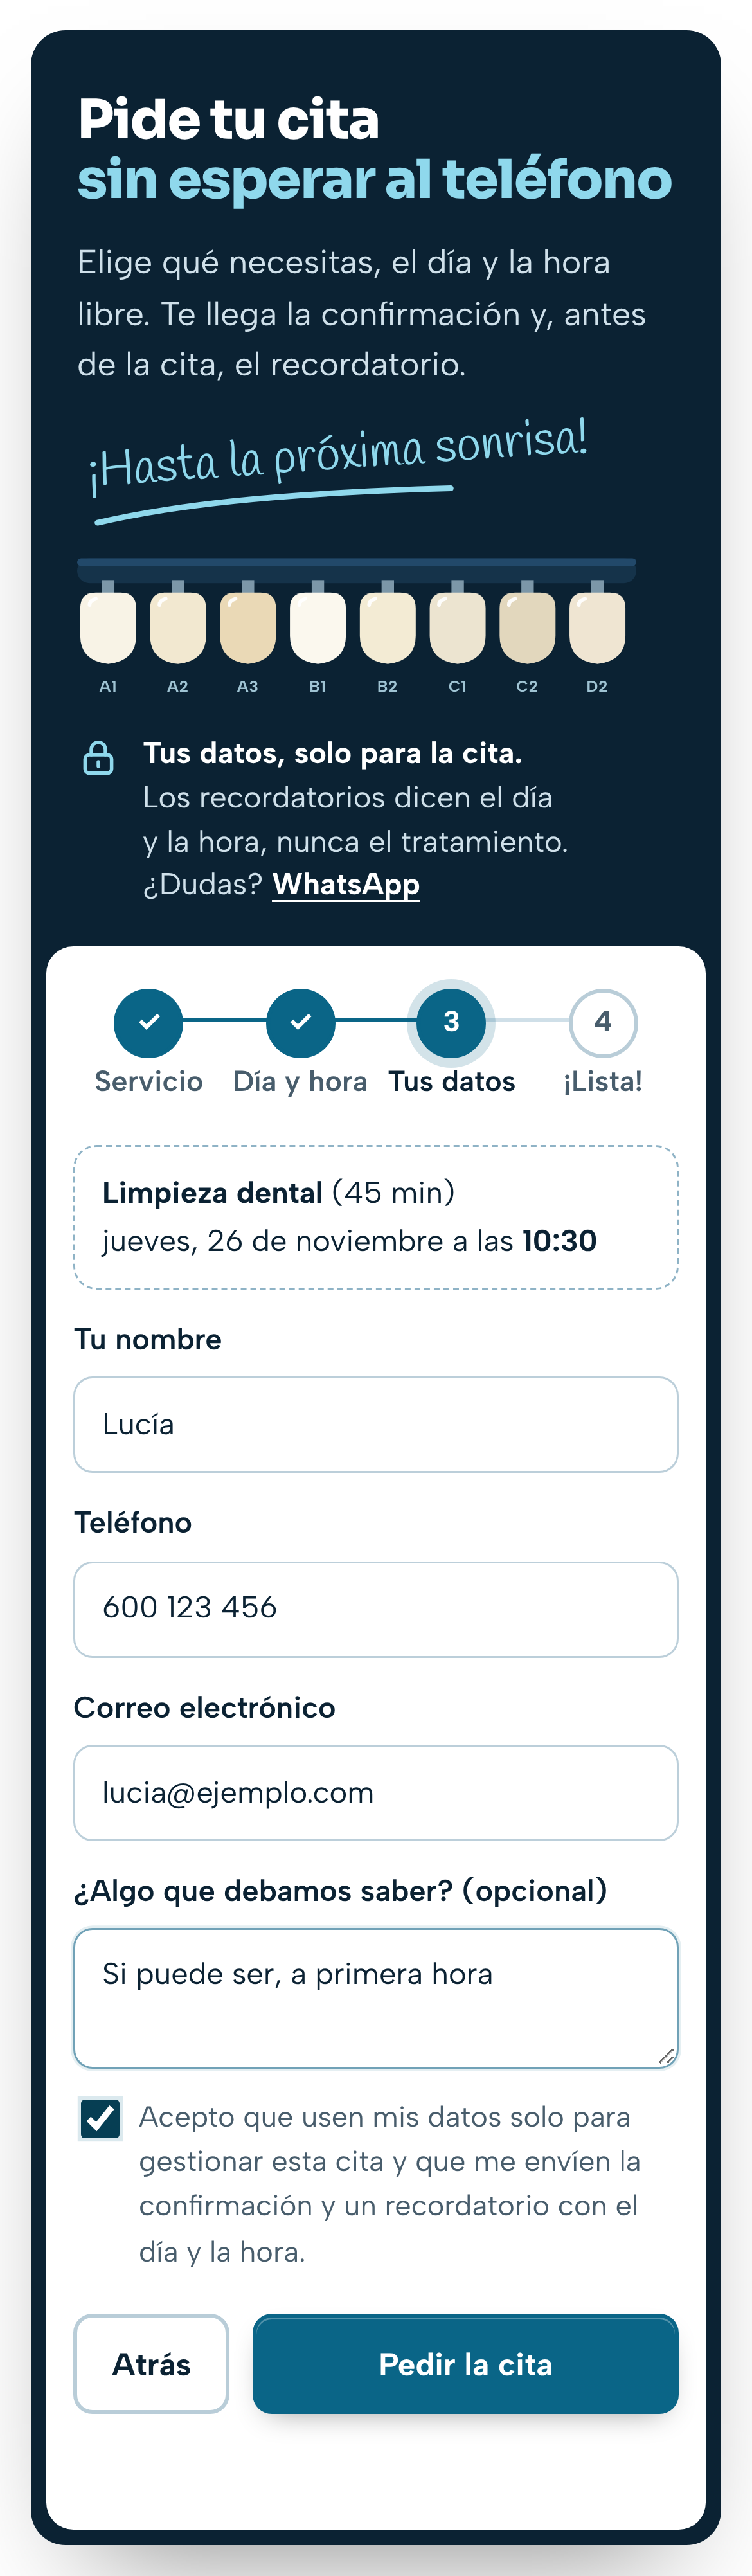 Pide tu cita
sin esperar al teléfono
Elige qué necesitas, el día y la hora
libre. Te llega la confirmación y, antes
de la cita, el recordatorio.
¡Hasta la próxima sonrisa!
A1 A2 A3 B1 B2 C1 C2 D2
Tus datos, solo para la cita.
Los recordatorios dicen el día
y la hora, nunca el tratamiento.
¿Dudas? WhatsApp
3 4
Servicio Día y hora Tus datos ¡Lista!
Limpieza dental (45 min)
jueves, 26 de noviembre a las 10:30
Tu nombre
Lucía
Teléfono
600 123 456
Correo electrónico
lucia@ejemplo.com
¿Algo que debamos saber? (opcional)
Si puede ser, a primera hora
Acepto que usen mis datos solo para
gestionar esta cita y que me envíen la
confirmación y un recordatorio con el
día y la hora.
Atrás Pedir la cita